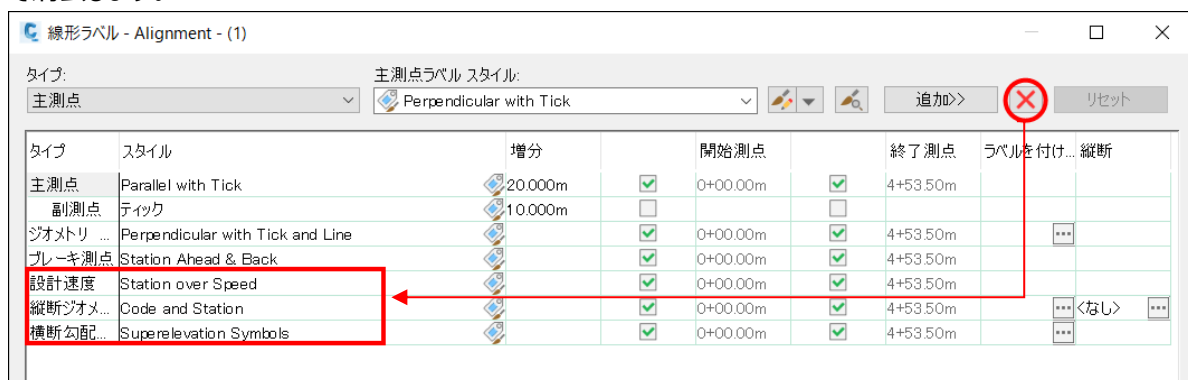 線形ラベル - Alignment - (1)
タイプ: 主測点ラベル スタイル:
主測点 Perpendicular with Tick 追加>> リセット
タイプ スタイル 増分 開始測点 終了測点 ラベルを付け... 縦断
主測点 Parallel with Tick 20.000m 0+00.00m 4+53.50m
副測点 ティック 10.000m
ジオメトリ ... Perpendicular with Tick and Line 0+00.00m 4+53.50m ...
ブレーキ測点 Station Ahead & Back 0+00.00m 4+53.50m
設計速度 Station over Speed 0+00.00m 4+53.50m
縦断ジオメ... Code and Station 0+00.00m 4+53.50m ... <なし> ...
横断勾配... Superelevation Symbols 0+00.00m 4+53.50m ...